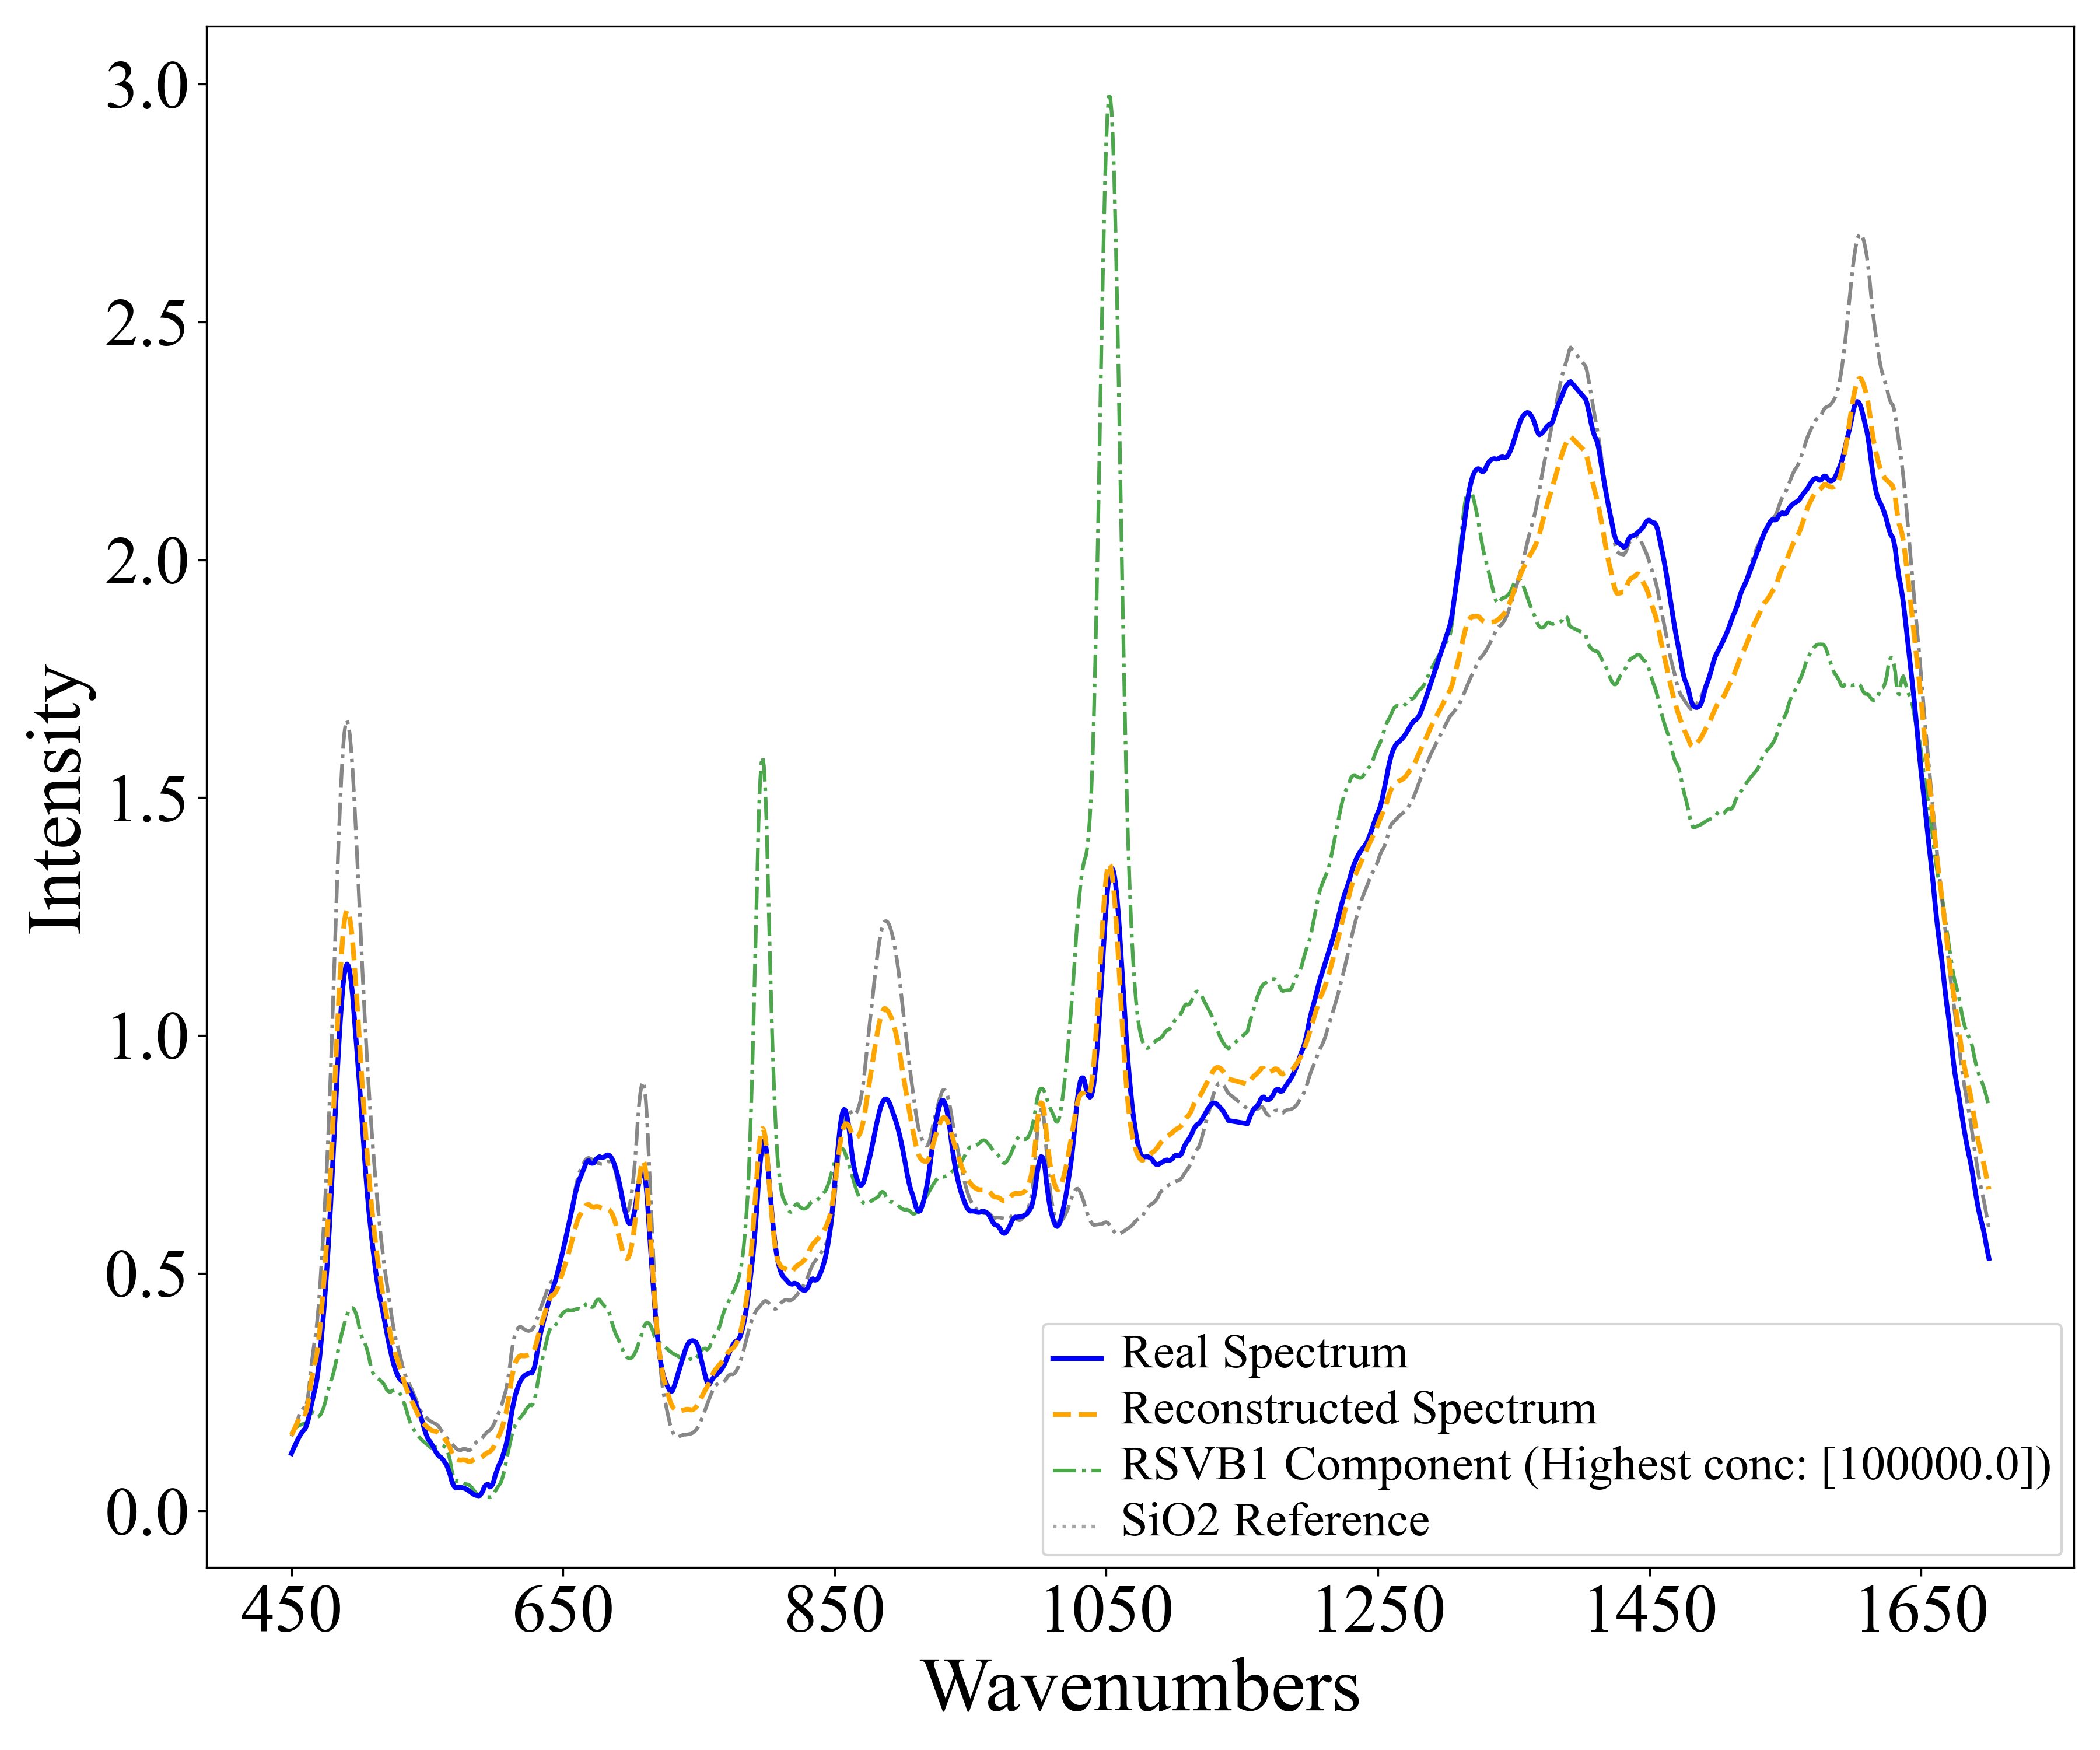 3.0
2.5
2.0
1.5
1.0
0.5
0.0
Intensity
450 650 850 1050 1250 1450 1650
Wavenumbers
Real Spectrum
Reconstructed Spectrum
RSVB1 Component (Highest conc: [100000.0])
SiO2 Reference